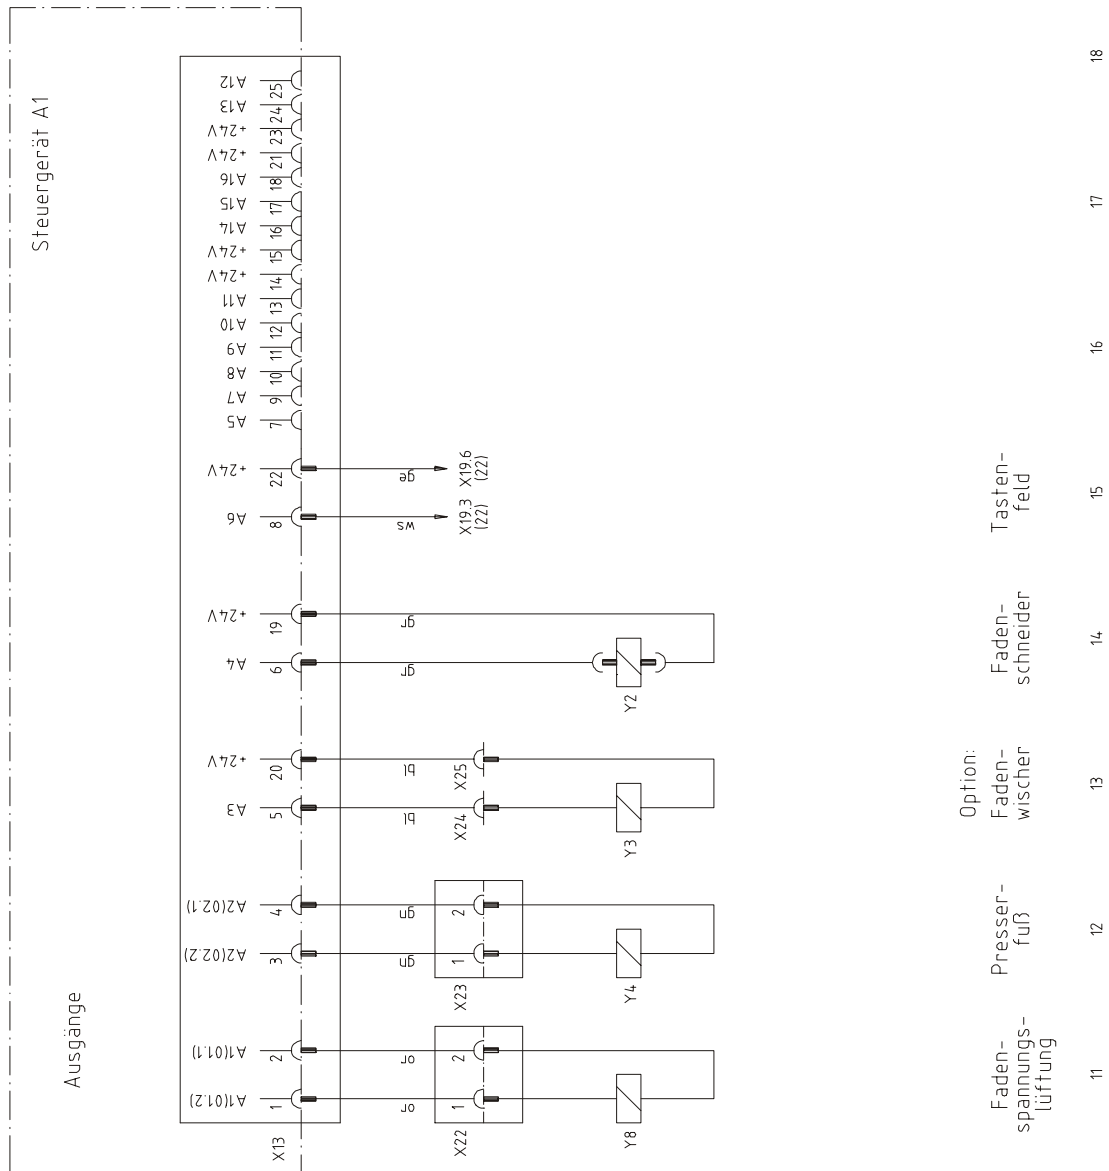 Steuergerät A1
Ausgänge
X13
A1(01.2)
1
or
A1(01.1)
2
or
X22
1
2
Y8
A2(02.2)
3
gn
A2(02.1)
4
gn
X23
1
2
Y4
A3
5
bl
+24V
20
bl
X24
X25
Y3
A4
6
gr
+24V
19
gr
Y2
A6
8
ws
X19.3
(22)
+24V
22
ge
X19.6
(22)
A5
7
A7
9
A8
10
A9
11
A10
12
A11
13
+24V
14
+24V
15
A14
16
A15
17
A16
18
+24V
21
+24V
23
A13
24
A12
25
Faden-
spannungs-
lüftung
Presser-
fuß
Option:
Faden-
wischer
Faden-
schneider
Tasten-
feld
11
12
13
14
15
16
17
18